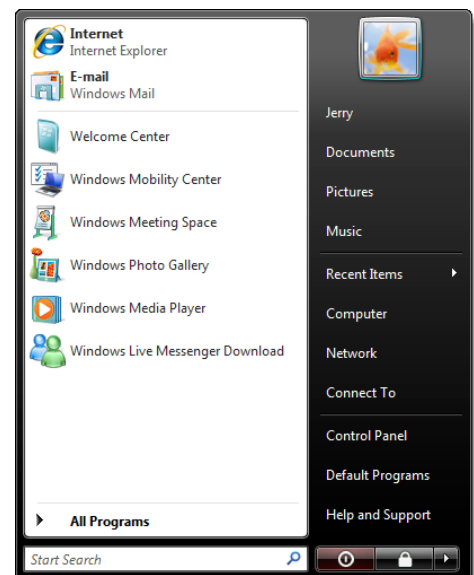 Internet
Internet Explorer
E-mail
Windows Mail
Welcome Center
Windows Mobility Center
Windows Meeting Space
Windows Photo Gallery
Windows Media Player
Windows Live Messenger Download
All Programs
Start Search
Jerry
Documents
Pictures
Music
Recent Items
Computer
Network
Connect To
Control Panel
Default Programs
Help and Support